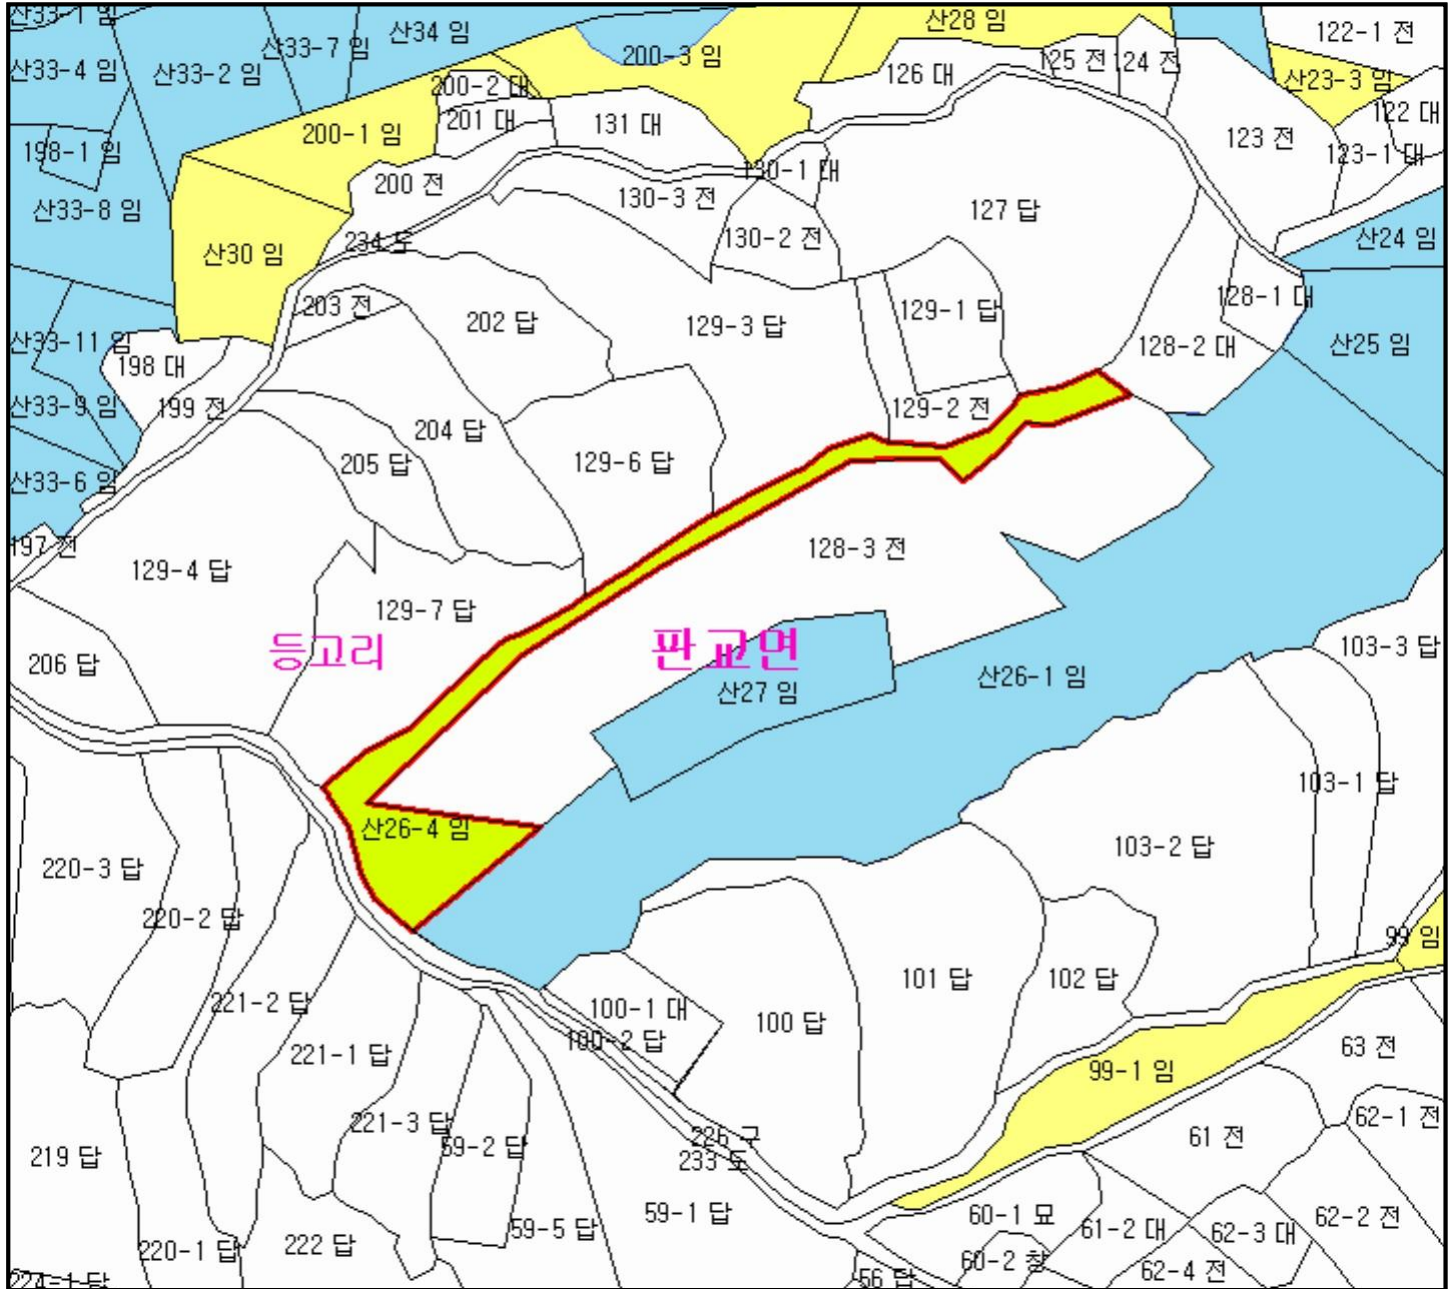 산33-1 임
산34 임
산28 임
122-1 전
산33-7 임
200-3 임
125 전
124 전
산33-4 임
산33-2 임
126 대
산23-3 임
200-2 대
122 대
201 대
131 대
200-1 임
123 전
123-1 대
198-1 임
130-1 대
200 전
130-3 전
127 답
산33-8 임
130-2 전
234 도
산24 임
산30 임
203 전
202 답
129-3 답
129-1 답
128-1 대
산33-11 임
198 대
128-2 대
산25 임
산33-9 임
199 전
129-2 전
204 답
205 답
129-6 답
산33-6 임
197 전
128-3 전
129-4 답
129-7 답
등고리
판교면
103-3 답
206 답
산27 임
산26-1 임
103-1 답
산26-4 임
103-2 답
220-3 답
220-2 답
99 임
101 답
102 답
221-2 답
100-1 대
100 답
100-2 답
221-1 답
63 전
99-1 임
221-3 답
62-1 전
59-2 답
226 구
61 전
219 답
233 도
59-5 답
59-1 답
60-1 묘
61-2 대
62-3 대
62-2 전
220-1 답
222 답
60-2 창
62-4 전
224-1 답
56 답